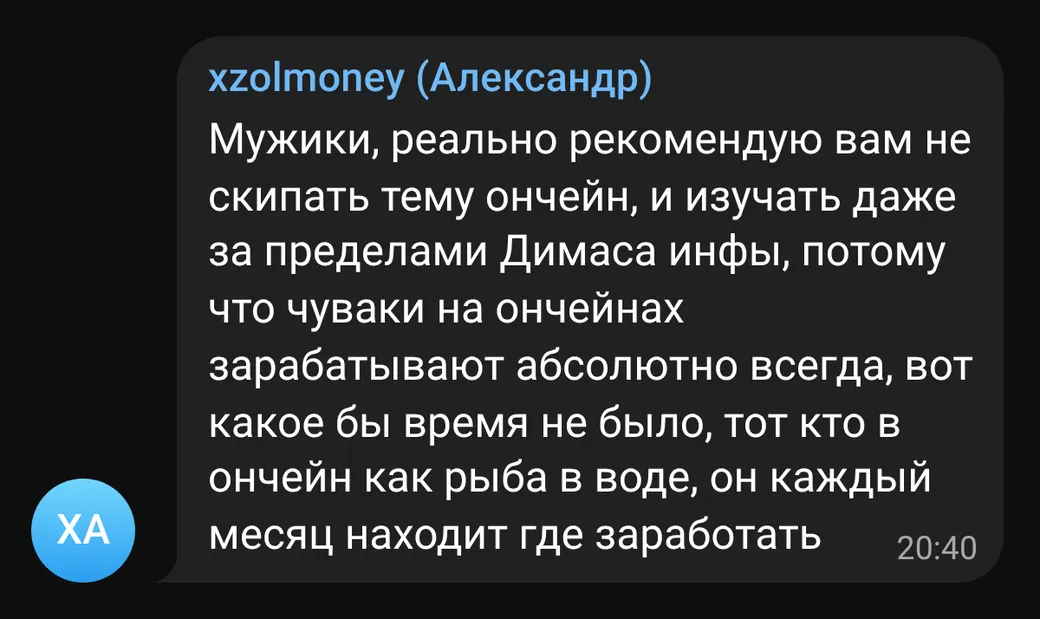 xzolmoney (Александр)
Мужики, реально рекомендую вам не
скипать тему ончейн, и изучать даже
за пределами Димаса инфы, потому
что чуваки на ончейнах
зарабатывают абсолютно всегда, вот
какое бы время не было, тот кто в
ончейн как рыба в воде, он каждый
месяц находит где заработать
20:40
ХА